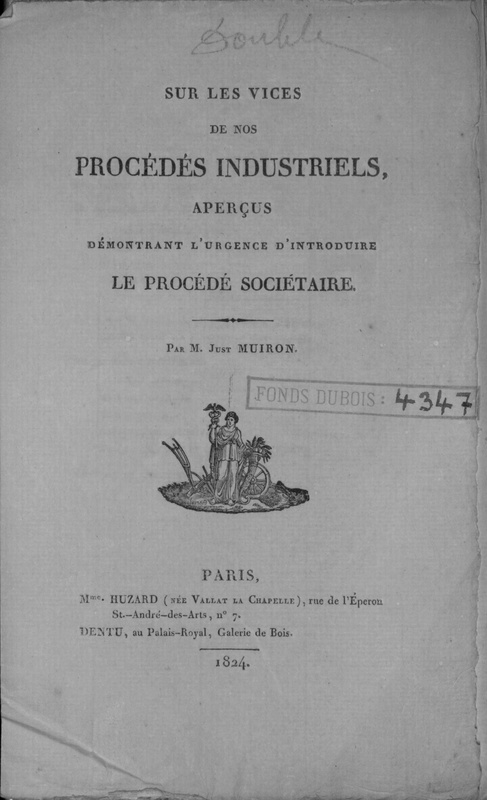 Double
SUR LES VICES
DE NOS
PROCÉDÉS INDUSTRIELS,
APERÇUS
DÉMONTRANT L'URGENCE D'INTRODUIRE
LE PROCÉDÉ SOCIÉTAIRE.
PAR M. JUST MUIRON.
FONDS DUBOIS : 4347
PARIS,
Mme. HUZARD (NÉE VALLAT LA CHAPELLE), rue de l'Éperon
St.-André-des-Arts, n° 7.
DENTU, au Palais-Royal, Galerie de Bois.
1824.